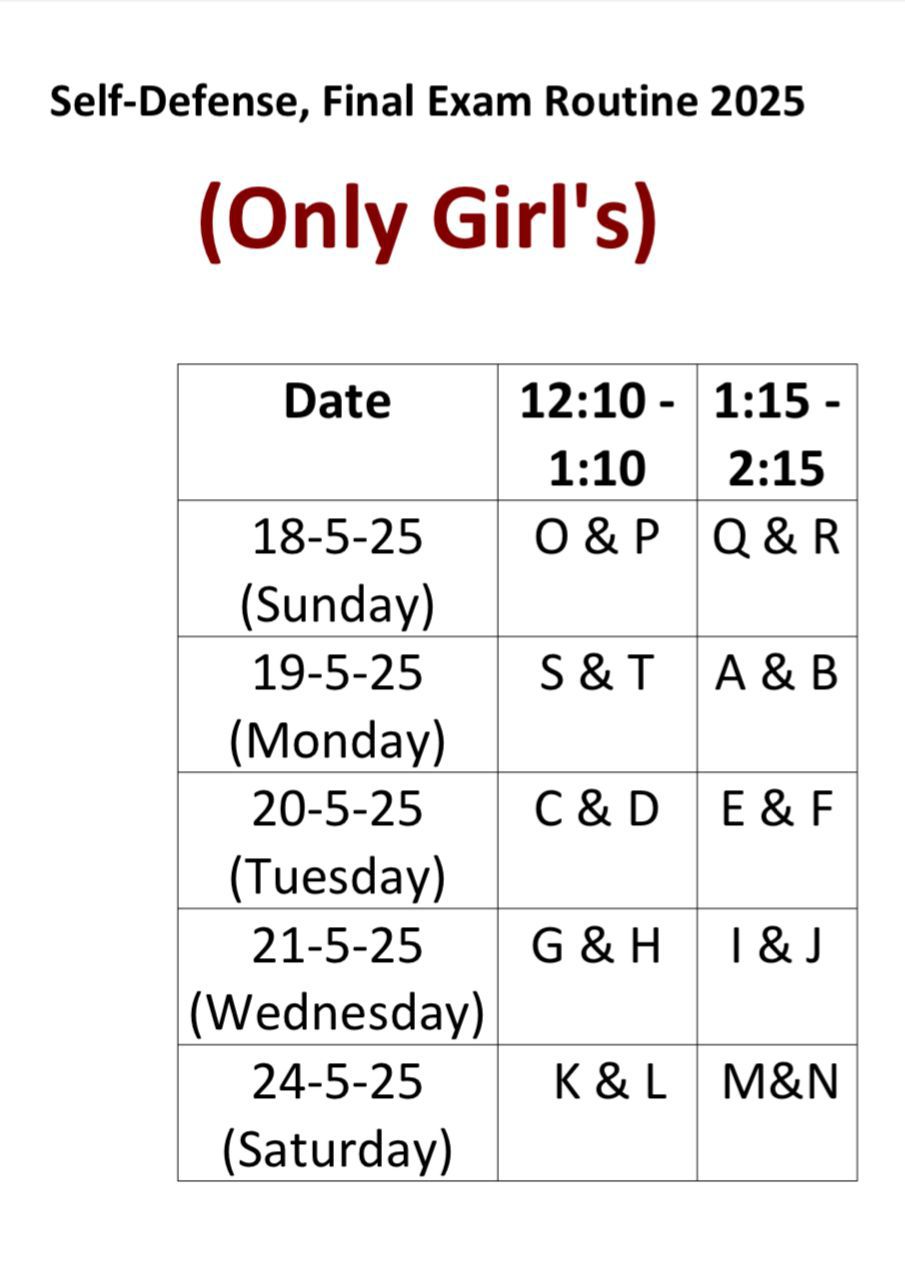 Self-Defense, Final Exam Routine 2025
(Only Girl's)
Date 12:10 - 1:15 -
1:10 2:15
18-5-25 O & P Q & R
(Sunday)
19-5-25 S & T A & B
(Monday)
20-5-25 C & D E & F
(Tuesday)
21-5-25 G & H I & J
(Wednesday)
24-5-25 K & L M&N
(Saturday)